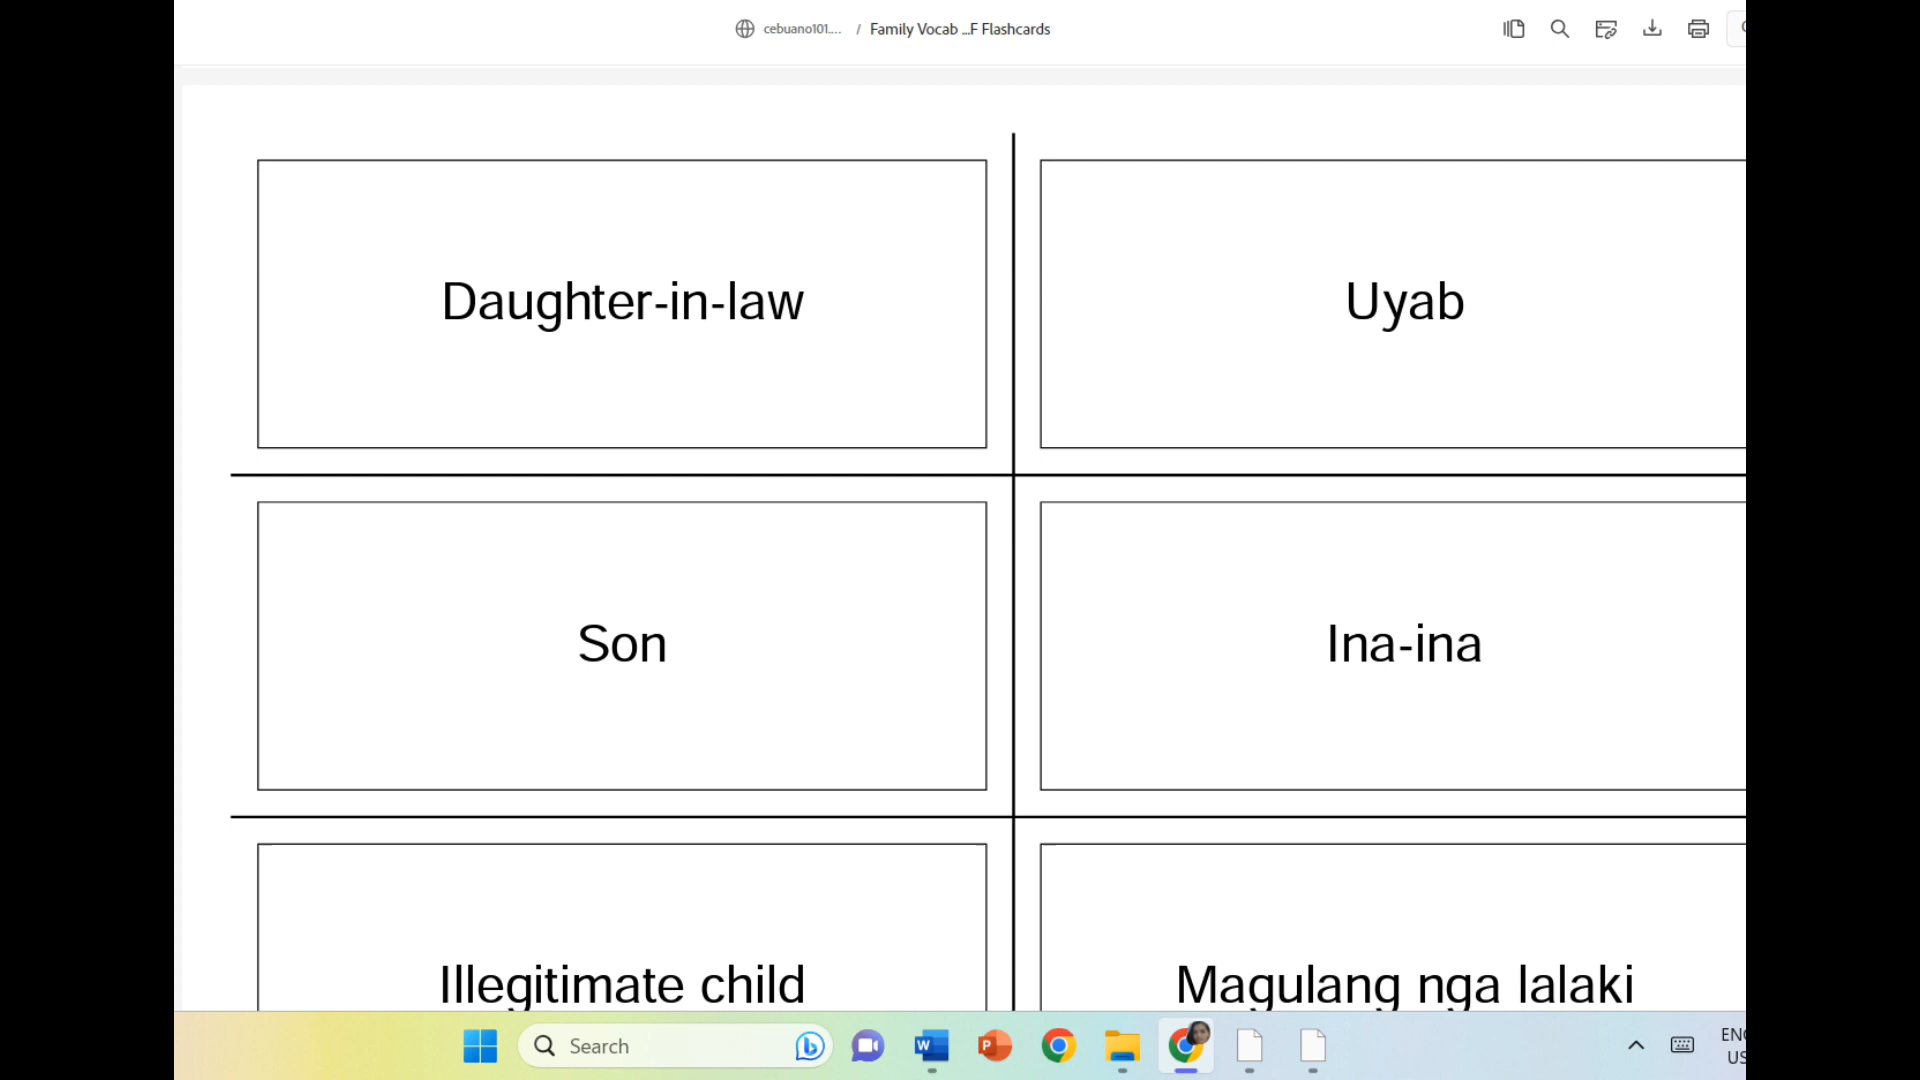 cebuano101.... / Family Vocab ...F Flashcards
Daughter-in-law
Uyab
Son
Ina-ina
Illegitimate child
Magulang nga lalaki
Search
ENG
US